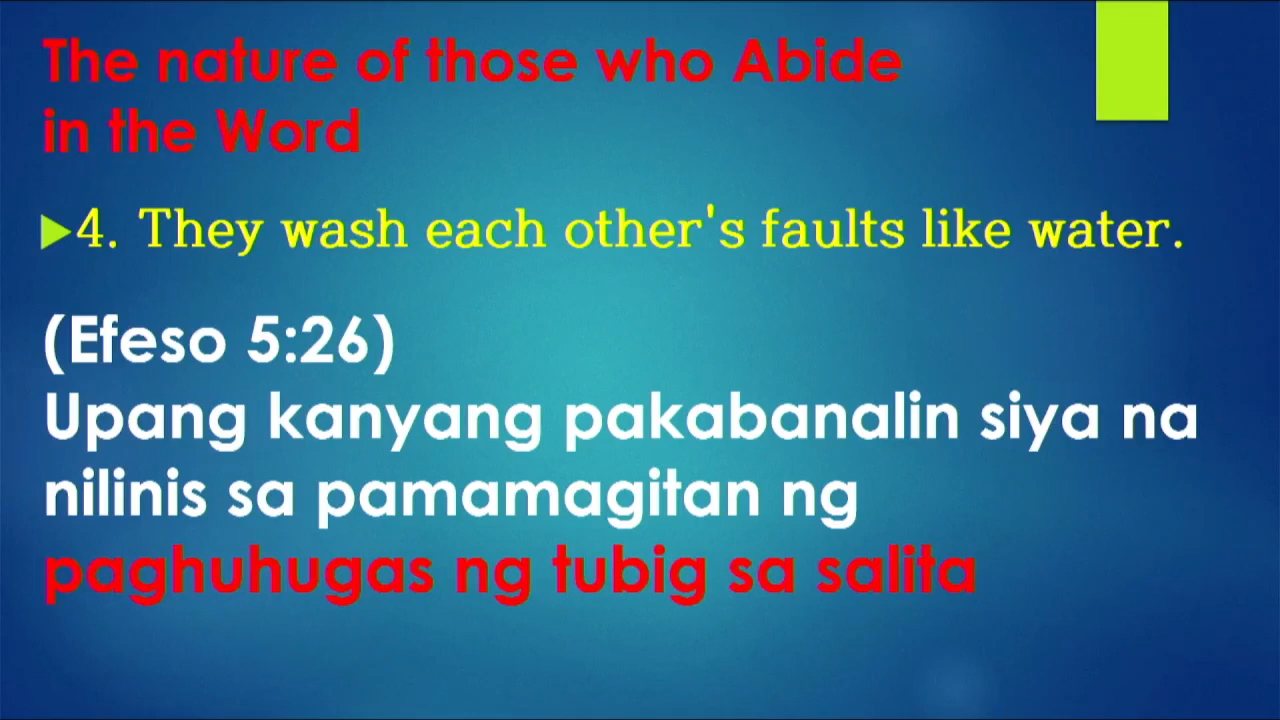 The nature of those who Abide
in the Word
4. They wash each other's faults like water.
(Efeso 5:26)
Upang kanyang pakabanalin siya na
nilinis sa pamamagitan ng
paghuhugas ng tubig sa salita